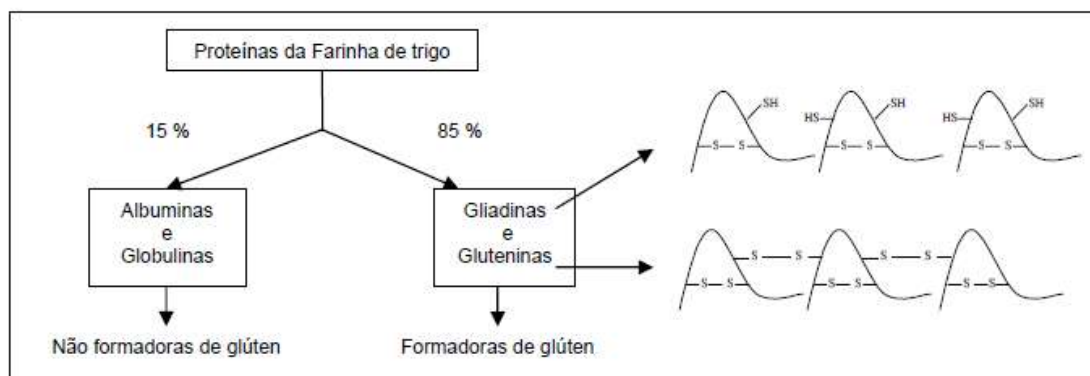 Proteínas da Farinha de trigo
15 %
85 %
Albuminas
e
Globulinas
Gliadinas
e
Gluteninas
Não formadoras de glúten
Formadoras de glúten
SH
HS
SH
HS
S S
S S
S S
S S
S S
S S
S S
S S